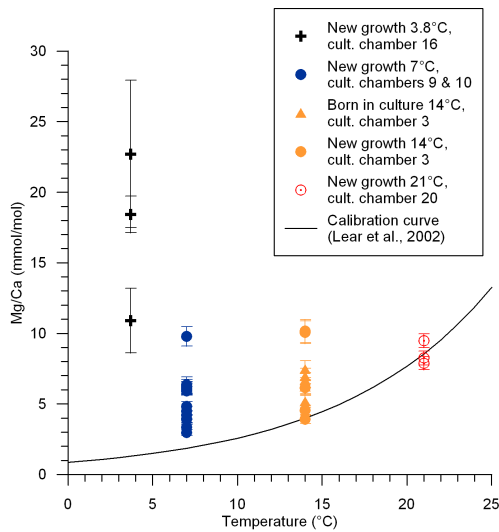 New growth 3.8°C,
cult. chamber 16
New growth 7°C,
cult. chambers 9 & 10
Born in culture 14°C,
cult. chamber 3
New growth 14°C,
cult. chamber 3
New growth 21°C,
cult. chamber 20
Calibration curve
(Lear et al., 2002)
Mg/Ca (mmol/mol)
30
25
20
15
10
5
0
0 5 10 15 20 25
Temperature (°C)